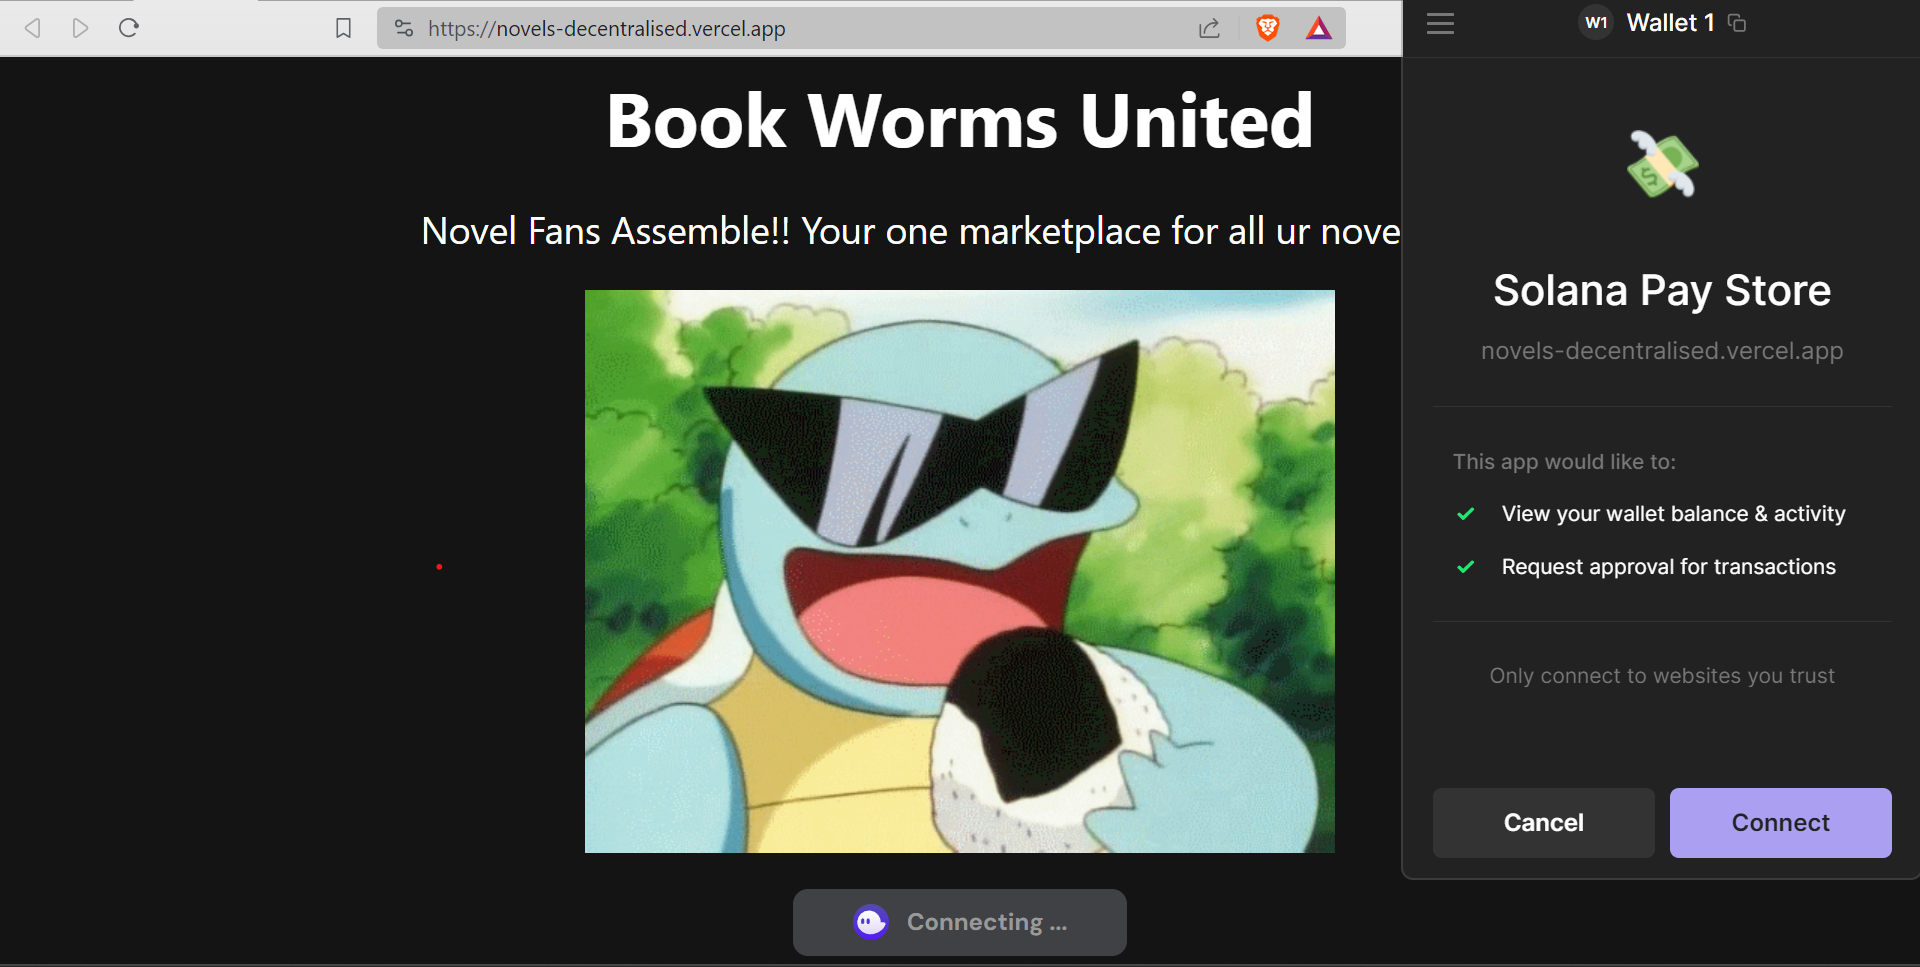 https://novels-decentralised.vercel.app
W1 Wallet 1
Book Worms United
Novel Fans Assemble!! Your one marketplace for all ur nove
Solana Pay Store
novels-decentralised.vercel.app
This app would like to:
View your wallet balance & activity
Request approval for transactions
Only connect to websites you trust
Cancel
Connect
Connecting ...